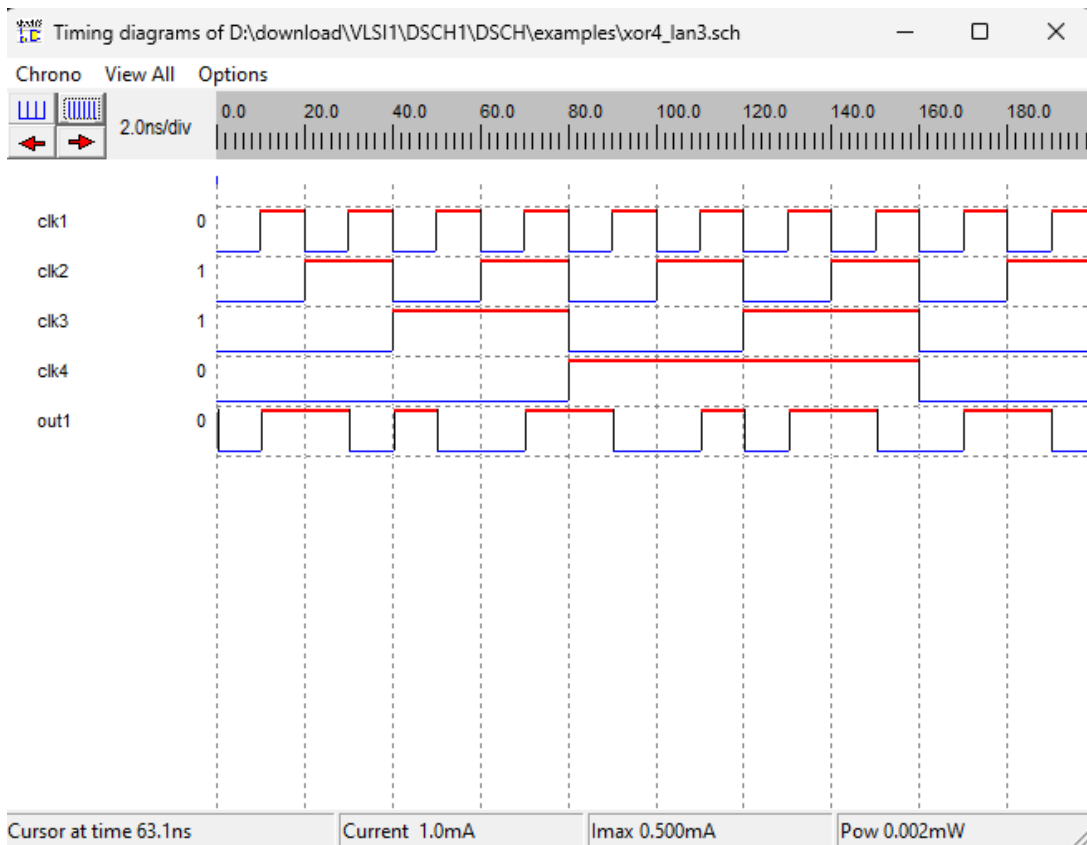 Timing diagrams of D:\download\VLSI1\DSCH1\DSCH\examples\xor4_lan3.sch
Chrono View All Options
2.0ns/div 0.0 20.0 40.0 60.0 80.0 100.0 120.0 140.0 160.0 180.0
clk1 0
clk2 1
clk3 1
clk4 0
out1 0
Cursor at time 63.1ns Current 1.0mA Imax 0.500mA Pow 0.002mW